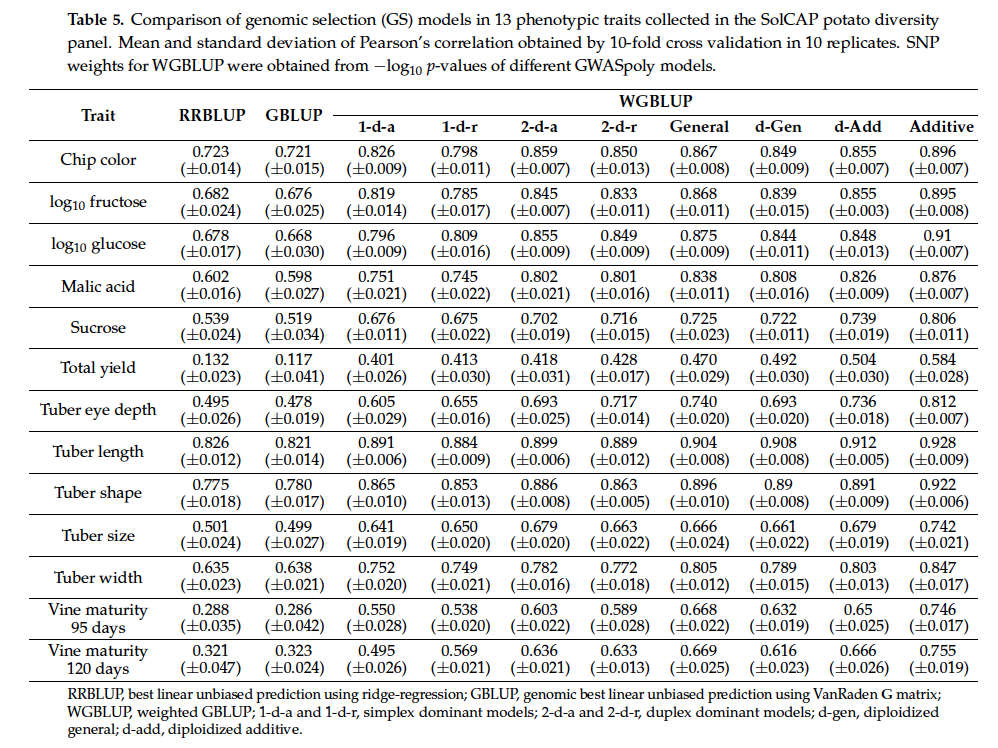 Table 5. Comparison of genomic selection (GS) models in 13 phenotypic traits collected in the SolCAP potato diversity
panel. Mean and standard deviation of Pearson's correlation obtained by 10-fold cross validation in 10 replicates. SNP
weights for WGBLUP were obtained from −log10 p-values of different GWASpoly models.
Trait RRBLUP GBLUP WGBLUP
1-d-a 1-d-r 2-d-a 2-d-r General d-Gen d-Add Additive
Chip color 0.723 0.721 0.826 0.798 0.859 0.850 0.867 0.849 0.855 0.896
(±0.014) (±0.015) (±0.009) (±0.011) (±0.007) (±0.013) (±0.008) (±0.009) (±0.007) (±0.007)
log10 fructose 0.682 0.676 0.819 0.785 0.845 0.833 0.868 0.839 0.855 0.895
(±0.024) (±0.025) (±0.014) (±0.017) (±0.007) (±0.011) (±0.011) (±0.015) (±0.003) (±0.008)
log10 glucose 0.678 0.668 0.796 0.809 0.855 0.849 0.875 0.844 0.848 0.91
(±0.017) (±0.030) (±0.009) (±0.016) (±0.009) (±0.009) (±0.009) (±0.011) (±0.013) (±0.007)
Malic acid 0.602 0.598 0.751 0.745 0.802 0.801 0.838 0.808 0.826 0.876
(±0.016) (±0.027) (±0.021) (±0.022) (±0.021) (±0.016) (±0.011) (±0.016) (±0.009) (±0.007)
Sucrose 0.539 0.519 0.676 0.675 0.702 0.716 0.725 0.722 0.739 0.806
(±0.024) (±0.034) (±0.011) (±0.022) (±0.019) (±0.015) (±0.023) (±0.011) (±0.019) (±0.011)
Total yield 0.132 0.117 0.401 0.413 0.418 0.428 0.470 0.492 0.504 0.584
(±0.023) (±0.041) (±0.026) (±0.030) (±0.031) (±0.017) (±0.029) (±0.030) (±0.030) (±0.028)
Tuber eye depth 0.495 0.478 0.605 0.655 0.693 0.717 0.740 0.693 0.736 0.812
(±0.026) (±0.019) (±0.029) (±0.016) (±0.025) (±0.014) (±0.020) (±0.020) (±0.018) (±0.007)
Tuber length 0.826 0.821 0.891 0.884 0.899 0.889 0.904 0.908 0.912 0.928
(±0.012) (±0.014) (±0.006) (±0.009) (±0.006) (±0.012) (±0.008) (±0.008) (±0.005) (±0.009)
Tuber shape 0.775 0.780 0.865 0.853 0.886 0.863 0.896 0.89 0.891 0.922
(±0.018) (±0.017) (±0.010) (±0.013) (±0.008) (±0.005) (±0.010) (±0.008) (±0.009) (±0.006)
Tuber size 0.501 0.499 0.641 0.650 0.679 0.663 0.666 0.661 0.679 0.742
(±0.024) (±0.027) (±0.019) (±0.020) (±0.020) (±0.022) (±0.024) (±0.022) (±0.019) (±0.021)
Tuber width 0.635 0.638 0.752 0.749 0.782 0.772 0.805 0.789 0.803 0.847
(±0.023) (±0.021) (±0.020) (±0.021) (±0.016) (±0.018) (±0.012) (±0.015) (±0.013) (±0.017)
Vine maturity 0.288 0.286 0.550 0.538 0.603 0.589 0.668 0.632 0.65 0.746
95 days (±0.035) (±0.042) (±0.028) (±0.020) (±0.022) (±0.028) (±0.022) (±0.019) (±0.025) (±0.017)
Vine maturity 0.321 0.323 0.495 0.569 0.636 0.633 0.669 0.616 0.666 0.755
120 days (±0.047) (±0.024) (±0.026) (±0.021) (±0.021) (±0.013) (±0.025) (±0.023) (±0.026) (±0.019)
RRBLUP, best linear unbiased prediction using ridge-regression; GBLUP, genomic best linear unbiased prediction using VanRaden G matrix;
WGBLUP, weighted GBLUP; 1-d-a and 1-d-r, simplex dominant models; 2-d-a and 2-d-r, duplex dominant models; d-gen, diploidized
general; d-add, diploidized additive.